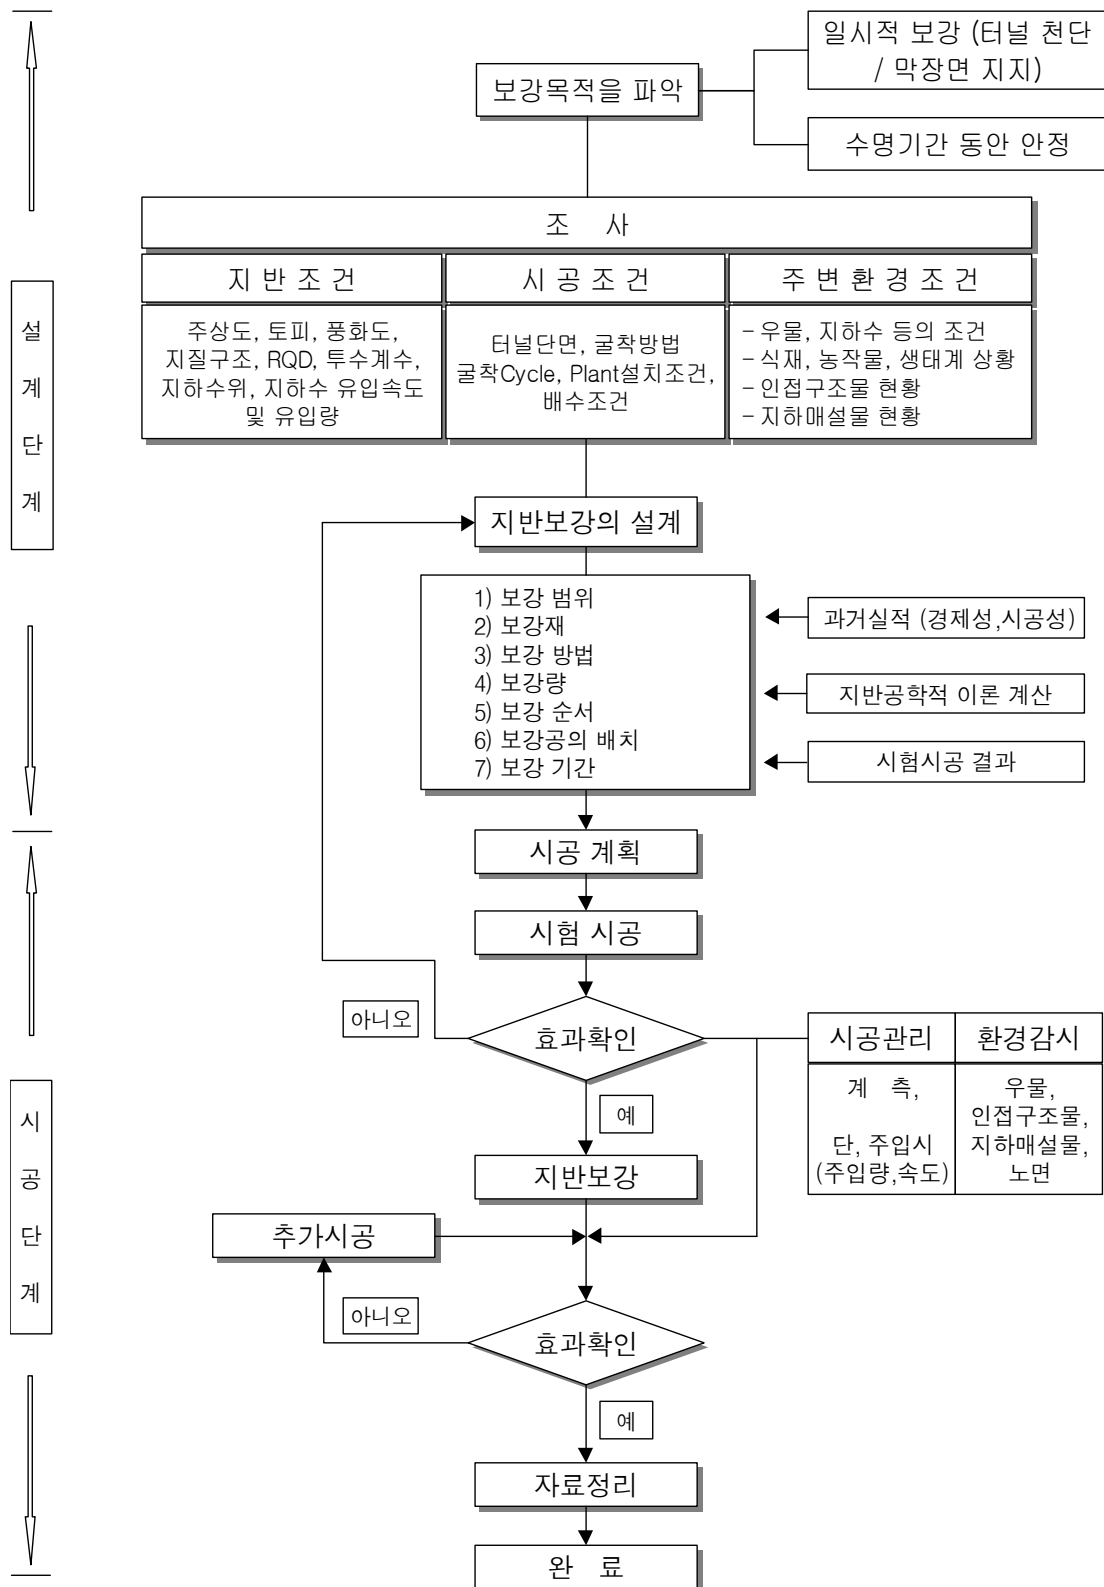 일시적 보강 (터널 천단
/ 막장면 지지)
보강목적을 파악
수명기간 동안 안정
조 사
지 반 조 건
시 공 조 건
주 변 환 경 조 건
주상도, 토피, 풍화도,
지질구조, RQD, 투수계수,
지하수위, 지하수 유입속도
및 유입량
터널단면, 굴착방법
굴착Cycle, Plant설치조건,
배수조건
– 우물, 지하수 등의 조건
– 식재, 농작물, 생태계 상황
– 인접구조물 현황
– 지하매설물 현황
설
계
단
계
지반보강의 설계
1) 보강 범위
2) 보강재
3) 보강 방법
4) 보강량
5) 보강 순서
6) 보강공의 배치
7) 보강 기간
과거실적 (경제성,시공성)
지반공학적 이론 계산
시험시공 결과
시공 계획
시험 시공
아니오
효과확인
예
시공관리
환경감시
계 측,
단, 주입시
(주입량,속도)
우물,
인접구조물,
지하매설물,
노면
시
공
단
계
지반보강
추가시공
아니오
효과확인
예
자료정리
완 료